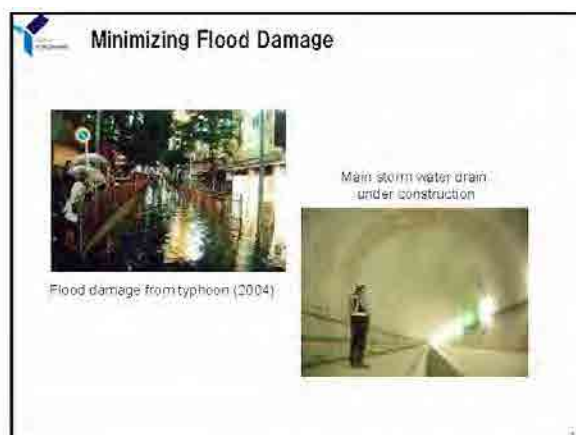 Minimizing Flood Damage
Main storm water drain
under construction
Flood damage from typhoon (2004)